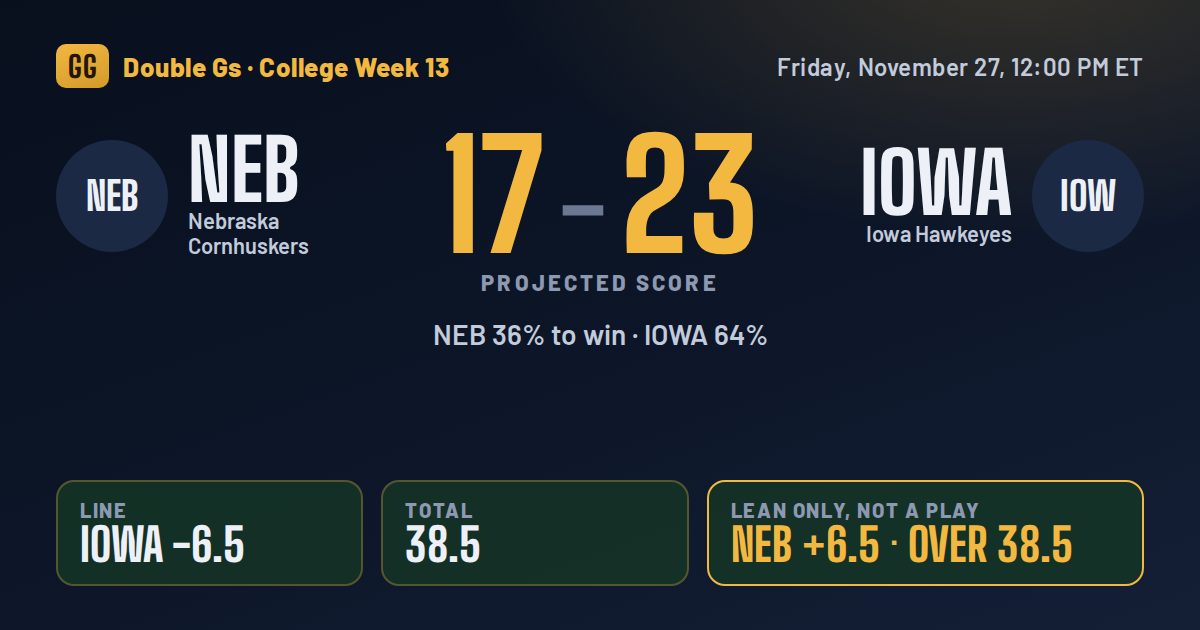 GG
Double Gs · College Week 13
Friday, November 27, 12:00 PM ET
NEB
NEB
Nebraska
Cornhuskers
17 – 23
PROJECTED SCORE
NEB 36% to win · IOWA 64%
IOWA
Iowa Hawkeyes
IOW
LINE
IOWA −6.5
TOTAL
38.5
LEAN ONLY, NOT A PLAY
NEB +6.5 · OVER 38.5